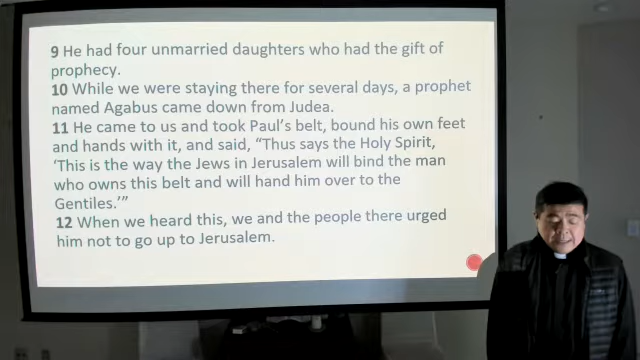 9 He had four unmarried daughters who had the gift of
prophecy.
10 While we were staying there for several days, a prophet
named Agabus came down from Judea.
11 He came to us and took Paul's belt, bound his own feet
and hands with it, and said, “Thus says the Holy Spirit,
‘This is the way the Jews in Jerusalem will bind the man
who owns this belt and will hand him over to the
Gentiles.’”
12 When we heard this, we and the people there urged
him not to go up to Jerusalem.